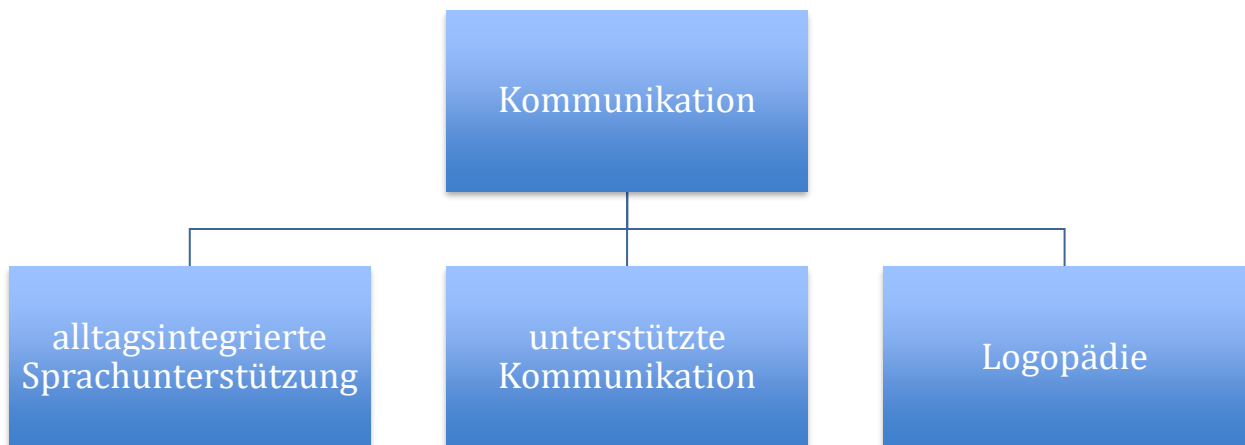 Kommunikation
alltagsintegrierte
Sprachunterstützung
unterstützte
Kommunikation
Logopädie